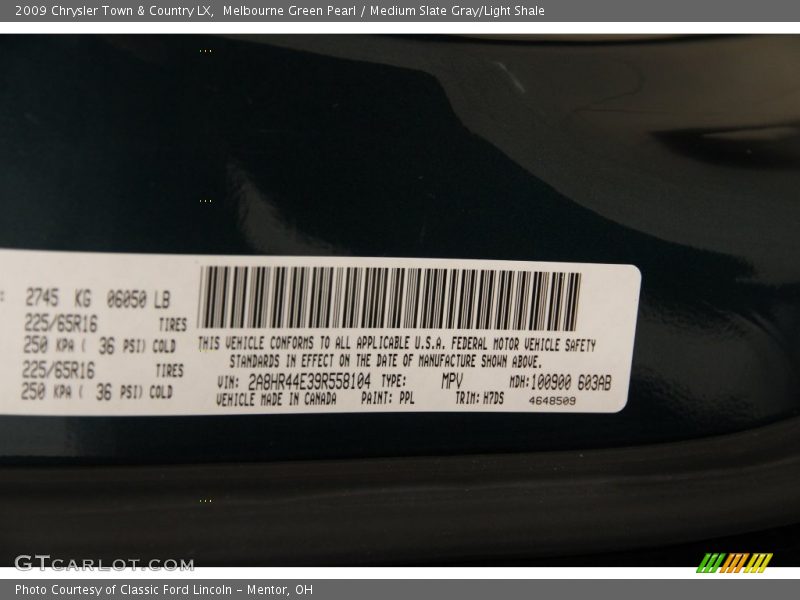 2009 Chrysler Town & Country LX, Melbourne Green Pearl / Medium Slate Gray/Light Shale
2745 KG 06050 LB
225/65R16 TIRES
250 KPA ( 36 PSI) COLD
225/65R16 TIRES
250 KPA ( 36 PSI) COLD
THIS VEHICLE CONFORMS TO ALL APPLICABLE U.S.A. FEDERAL MOTOR VEHICLE SAFETY
STANDARDS IN EFFECT ON THE DATE OF MANUFACTURE SHOWN ABOVE.
VIN: 2A8HR44E39R558104 TYPE: MPV MDH:100900 603AB
VEHICLE MADE IN CANADA PAINT: PPL TRIM: H7DS 4648509
GTCARLOT.COM
Photo Courtesy of Classic Ford Lincoln - Mentor, OH